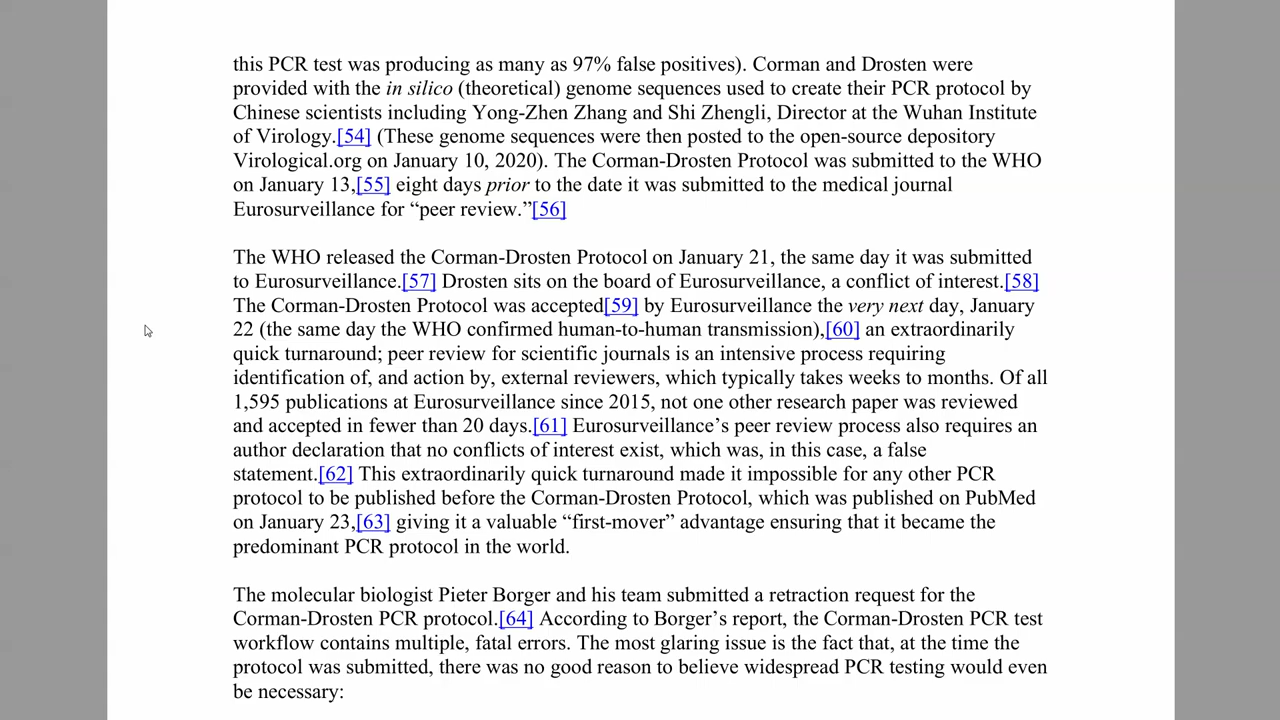 this PCR test was producing as many as 97% false positives). Corman and Drosten were
provided with the in silico (theoretical) genome sequences used to create their PCR protocol by
Chinese scientists including Yong-Zhen Zhang and Shi Zhengli, Director at the Wuhan Institute
of Virology.[54] (These genome sequences were then posted to the open-source depository
Virological.org on January 10, 2020). The Corman-Drosten Protocol was submitted to the WHO
on January 13,[55] eight days prior to the date it was submitted to the medical journal
Eurosurveillance for “peer review.”[56]
The WHO released the Corman-Drosten Protocol on January 21, the same day it was submitted
to Eurosurveillance.[57] Drosten sits on the board of Eurosurveillance, a conflict of interest.[58]
The Corman-Drosten Protocol was accepted[59] by Eurosurveillance the very next day, January
22 (the same day the WHO confirmed human-to-human transmission),[60] an extraordinarily
quick turnaround; peer review for scientific journals is an intensive process requiring
identification of, and action by, external reviewers, which typically takes weeks to months. Of all
1,595 publications at Eurosurveillance since 2015, not one other research paper was reviewed
and accepted in fewer than 20 days.[61] Eurosurveillance’s peer review process also requires an
author declaration that no conflicts of interest exist, which was, in this case, a false
statement.[62] This extraordinarily quick turnaround made it impossible for any other PCR
protocol to be published before the Corman-Drosten Protocol, which was published on PubMed
on January 23,[63] giving it a valuable “first-mover” advantage ensuring that it became the
predominant PCR protocol in the world.
The molecular biologist Pieter Borger and his team submitted a retraction request for the
Corman-Drosten PCR protocol.[64] According to Borger’s report, the Corman-Drosten PCR test
workflow contains multiple, fatal errors. The most glaring issue is the fact that, at the time the
protocol was submitted, there was no good reason to believe widespread PCR testing would even
be necessary: